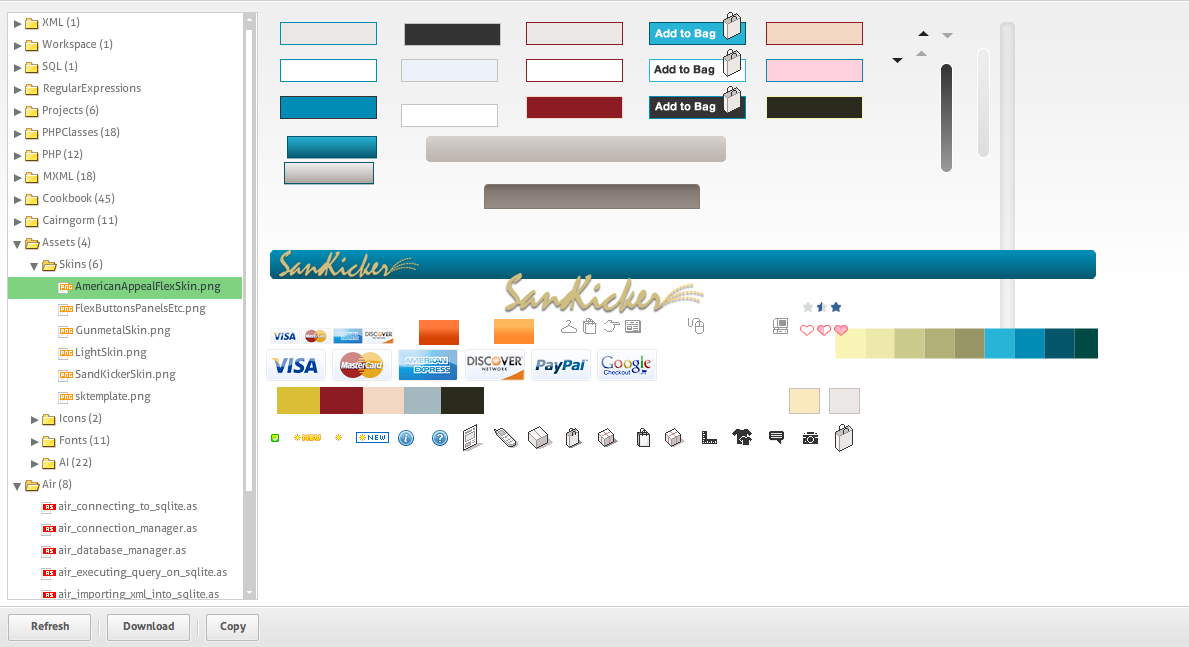 XML (1)
Workspace (1)
SQL (1)
RegularExpressions
Projects (6)
PHPClasses (18)
PHP (12)
MXML (18)
Cookbook (45)
Cairngorm (11)
Assets (4)
Skins (6)
AmericanAppealFlexSkin.png
FlexButtonsPanelsEtc.png
GunmetalSkin.png
LightSkin.png
SandKickerSkin.png
sktemplate.png
Icons (2)
Fonts (11)
AI (22)
Air (8)
air_connecting_to_sqlite.as
air_connection_manager.as
air_database_manager.as
air_executing_query_on_sqlite.as
air_importing_xml_into_sqlite.as
Add to Bag
Add to Bag
Add to Bag
SandKicker
SandKicker
VISA MasterCard AMERICAN EXPRESS DISCOVER
VISA MasterCard AMERICAN EXPRESS DISCOVER NETWORK PayPal Google Checkout
NEW NEW
Refresh Download Copy